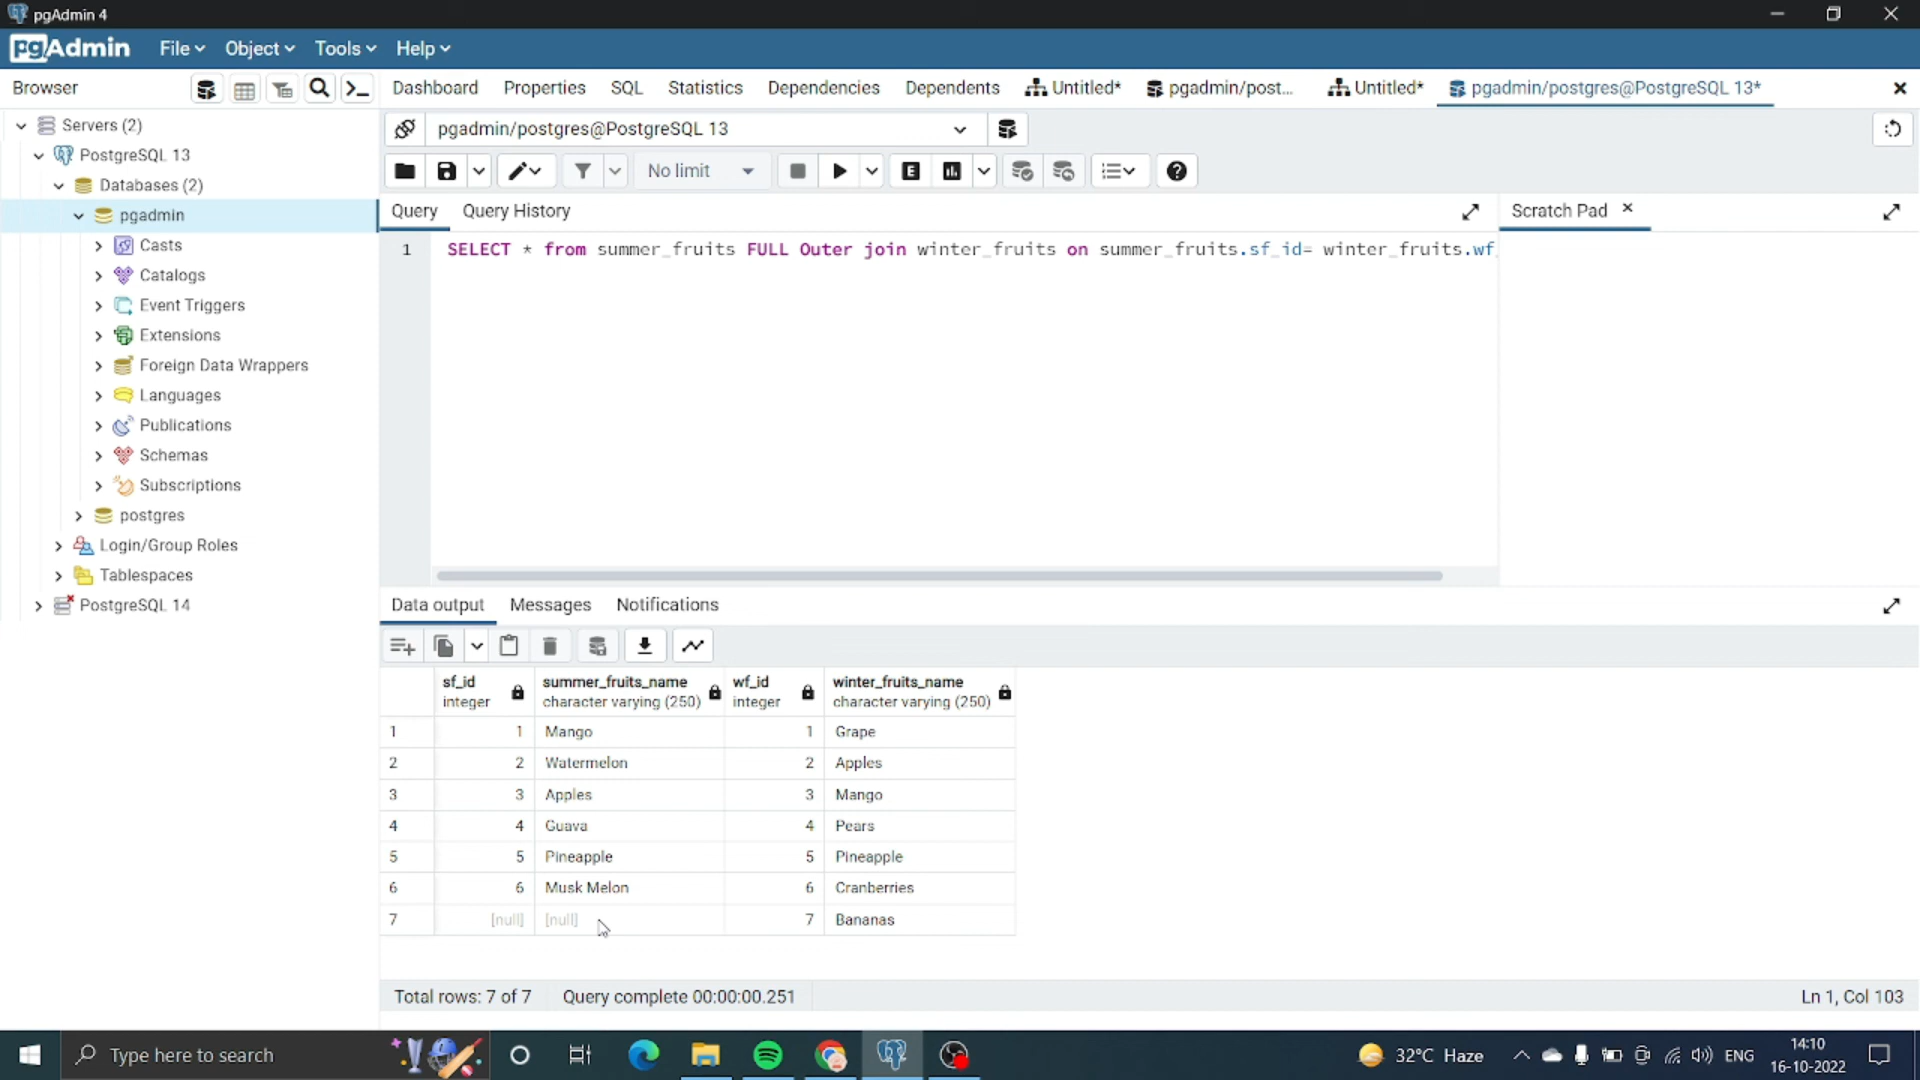 pgAdmin 4
pgAdmin File Object Tools Help
Browser
Dashboard Properties SQL Statistics Dependencies Dependents Untitled* pgadmin/post... Untitled* pgadmin/postgres@PostgreSQL 13*
Servers (2)
PostgreSQL 13
Databases (2)
pgadmin
Casts
Catalogs
Event Triggers
Extensions
Foreign Data Wrappers
Languages
Publications
Schemas
Subscriptions
postgres
Login/Group Roles
Tablespaces
PostgreSQL 14
pgadmin/postgres@PostgreSQL 13
No limit
Query Query History
Scratch Pad
1 SELECT * from summer_fruits FULL Outer join winter_fruits on summer_fruits.sf_id= winter_fruits.wf_
Data output Messages Notifications
sf_id summer_fruits_name wf_id winter_fruits_name
integer character varying (250) integer character varying (250)
1 1 Mango 1 Grape
2 2 Watermelon 2 Apples
3 3 Apples 3 Mango
4 4 Guava 4 Pears
5 5 Pineapple 5 Pineapple
6 6 Musk Melon 6 Cranberries
7 [null] [null] 7 Bananas
Total rows: 7 of 7 Query complete 00:00:00.251 Ln 1, Col 103
Type here to search 32°C Haze ENG 14:10
16-10-2022